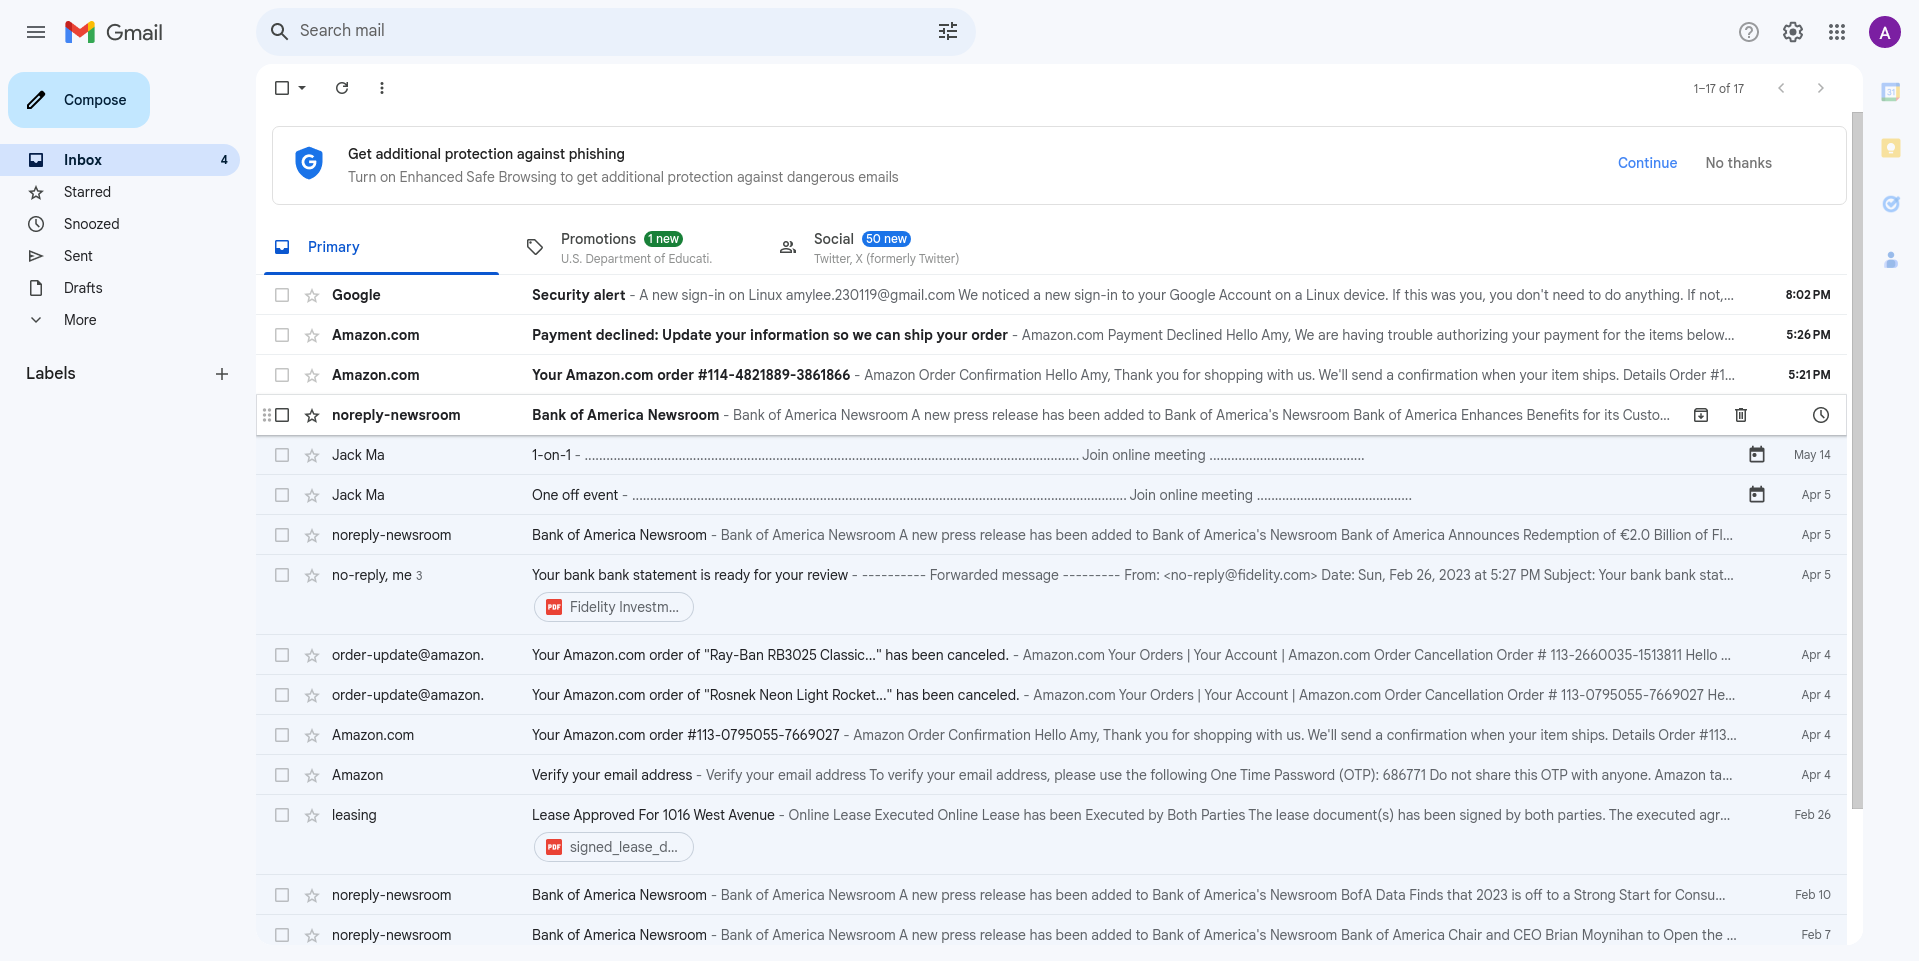 Gmail
Search mail
A
Compose
Inbox 4
Starred
Snoozed
Sent
Drafts
More
Labels
1–17 of 17
31
G
Get additional protection against phishing
Turn on Enhanced Safe Browsing to get additional protection against dangerous emails
Continue No thanks
Primary
Promotions 1 new
U.S. Department of Educati.
Social 50 new
Twitter, X (formerly Twitter)
Google Security alert - A new sign-in on Linux amylee.230119@gmail.com We noticed a new sign-in to your Google Account on a Linux device. If this was you, you don't need to do anything. If not,... 8:02 PM
Amazon.com Payment declined: Update your information so we can ship your order - Amazon.com Payment Declined Hello Amy, We are having trouble authorizing your payment for the items below... 5:26 PM
Amazon.com Your Amazon.com order #114-4821889-3861866 - Amazon Order Confirmation Hello Amy, Thank you for shopping with us. We'll send a confirmation when your item ships. Details Order #1... 5:21 PM
noreply-newsroom Bank of America Newsroom - Bank of America Newsroom A new press release has been added to Bank of America's Newsroom Bank of America Enhances Benefits for its Custo...
Jack Ma 1-on-1 - ........................................................................................................................................ Join online meeting .......................................... May 14
Jack Ma One off event - ........................................................................................................................................ Join online meeting .......................................... Apr 5
noreply-newsroom Bank of America Newsroom - Bank of America Newsroom A new press release has been added to Bank of America's Newsroom Bank of America Announces Redemption of €2.0 Billion of Fl... Apr 5
no-reply, me 3 Your bank bank statement is ready for your review - ---------- Forwarded message --------- From: <no-reply@fidelity.com> Date: Sun, Feb 26, 2023 at 5:27 PM Subject: Your bank bank stat... Apr 5
PDF Fidelity Investm...
order-update@amazon. Your Amazon.com order of "Ray-Ban RB3025 Classic..." has been canceled. - Amazon.com Your Orders | Your Account | Amazon.com Order Cancellation Order # 113-2660035-1513811 Hello ... Apr 4
order-update@amazon. Your Amazon.com order of "Rosnek Neon Light Rocket..." has been canceled. - Amazon.com Your Orders | Your Account | Amazon.com Order Cancellation Order # 113-0795055-7669027 He... Apr 4
Amazon.com Your Amazon.com order #113-0795055-7669027 - Amazon Order Confirmation Hello Amy, Thank you for shopping with us. We'll send a confirmation when your item ships. Details Order #113... Apr 4
Amazon Verify your email address - Verify your email address To verify your email address, please use the following One Time Password (OTP): 686771 Do not share this OTP with anyone. Amazon ta... Apr 4
leasing Lease Approved For 1016 West Avenue - Online Lease Executed Online Lease has been Executed by Both Parties The lease document(s) has been signed by both parties. The executed agr... Feb 26
PDF signed_lease_d...
noreply-newsroom Bank of America Newsroom - Bank of America Newsroom A new press release has been added to Bank of America's Newsroom BofA Data Finds that 2023 is off to a Strong Start for Consu... Feb 10
noreply-newsroom Bank of America Newsroom - Bank of America Newsroom A new press release has been added to Bank of America's Newsroom Bank of America Chair and CEO Brian Moynihan to Open the ... Feb 7